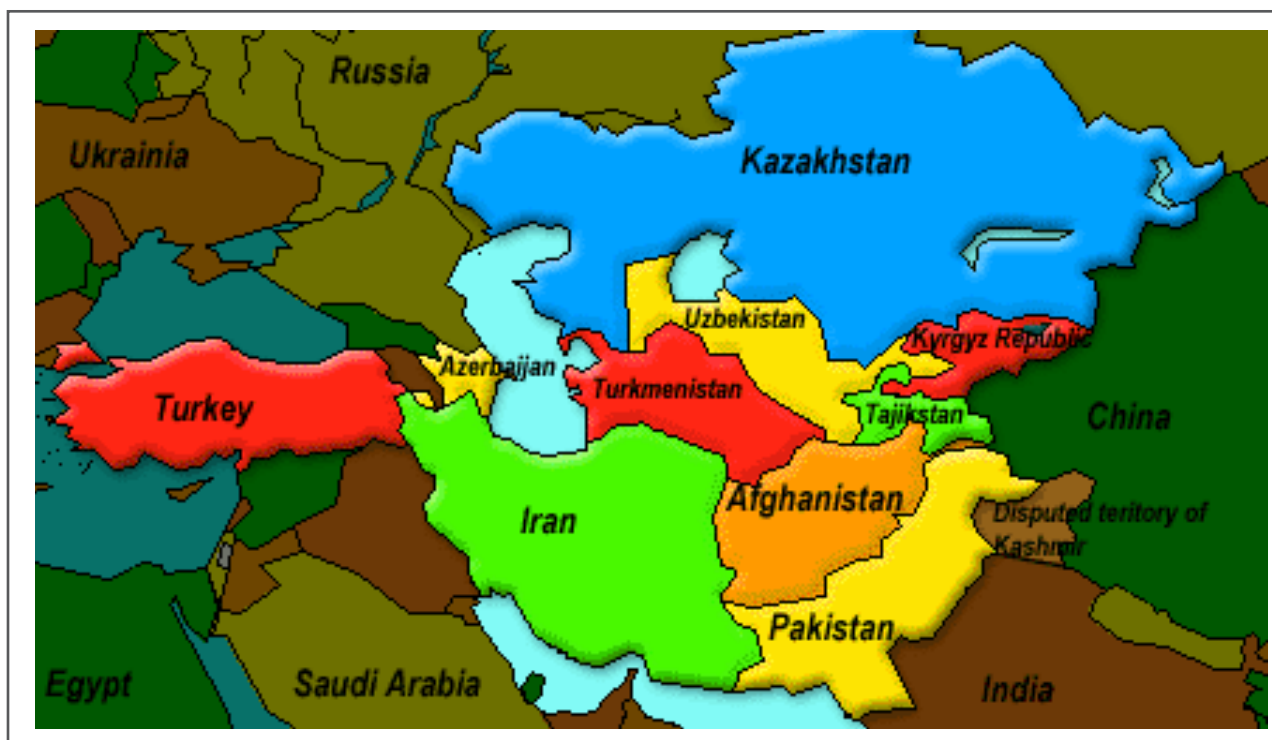 Russia
Ukrainia
Kazakhstan
Uzbekistan
Kyrgyz Republic
Azerbaijan
Turkmenistan
Turkey
Tajikstan
China
Afghanistan
Iran
Disputed teritory of
Kashmir
Pakistan
Egypt
Saudi Arabia
India